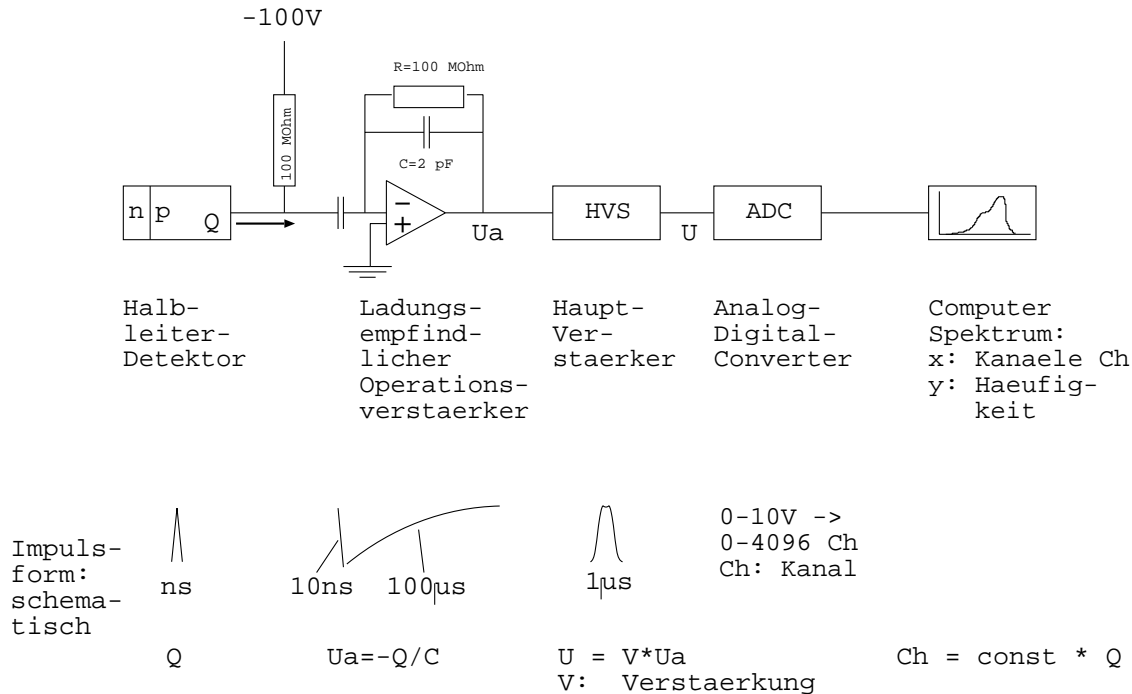 -100V
R=100 MOhm
100 MOhm
C=2 pF
n p Q
-
+
Ua
HVS
U
ADC
Halb-
leiter-
Detektor
Ladungs-
empfind-
licher
Operations-
verstaerker
Haupt-
Ver-
staerker
Analog-
Digital-
Converter
Computer
Spektrum:
x: Kanaele Ch
y: Haeufig-
keit
Impuls-
form:
schema-
tisch
ns
10ns
100µs
1µs
0-10V ->
0-4096 Ch
Ch: Kanal
Q
Ua=-Q/C
U = V*Ua
V: Verstaerkung
Ch = const * Q